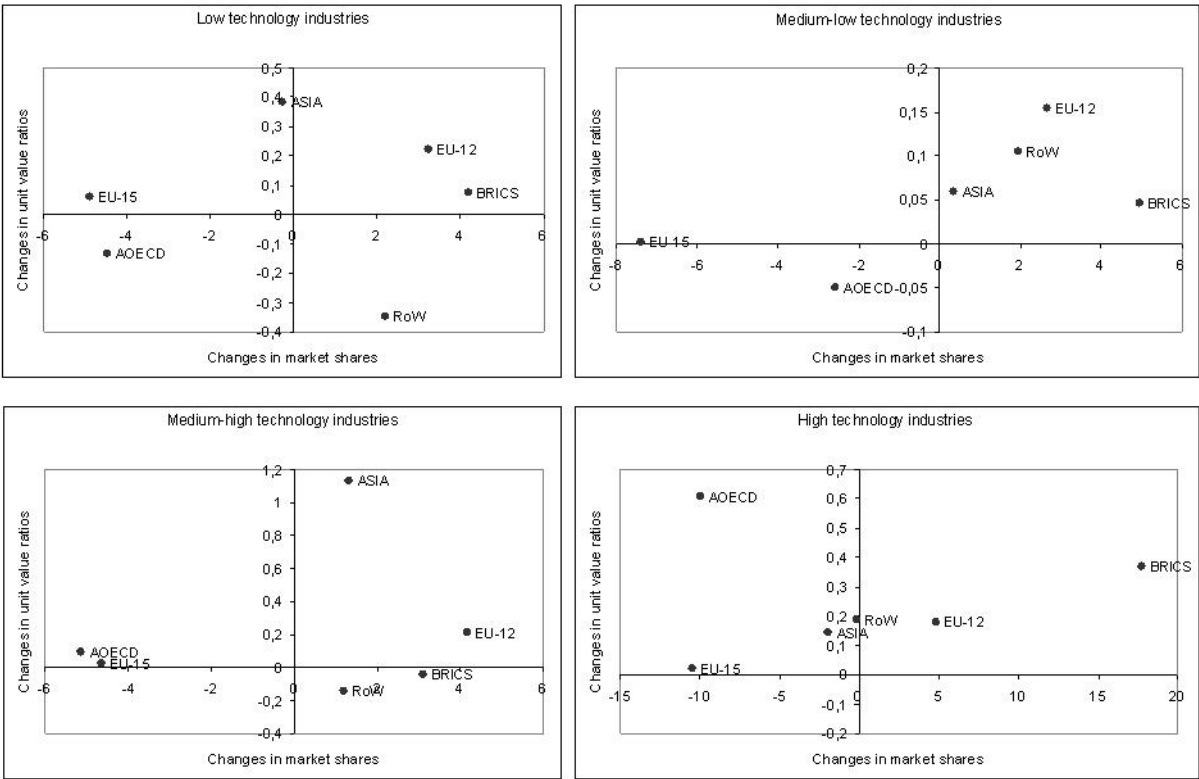 Low technology industries
Changes in unit value ratios
0,5
0,4
0,3
0,2
0,1
0
-0,1
-0,2
-0,3
-0,4
-6
-4
-2
0
2
4
6
ASIA
EU-12
BRICS
EU-15
AOECD
RoW
Changes in market shares
Medium-low technology industries
Changes in unit value ratios
0,2
0,15
0,1
0,05
0
-0,05
-0,1
-8
-6
-4
-2
0
2
4
6
EU-12
RoW
ASIA
BRICS
EU-15
AOECD
Changes in market shares
Medium-high technology industries
Changes in unit value ratios
1,2
1
0,8
0,6
0,4
0,2
0
-0,2
-0,4
-6
-4
-2
0
2
4
6
ASIA
EU-12
AOECD
EU-15
BRICS
RoW
Changes in market shares
High technology industries
Changes in unit value ratios
0,7
0,6
0,5
0,4
0,3
0,2
0,1
0
-0,1
-0,2
-15
-10
-5
0
5
10
15
20
AOECD
BRICS
RoW
EU-12
ASIA
EU-15
Changes in market shares